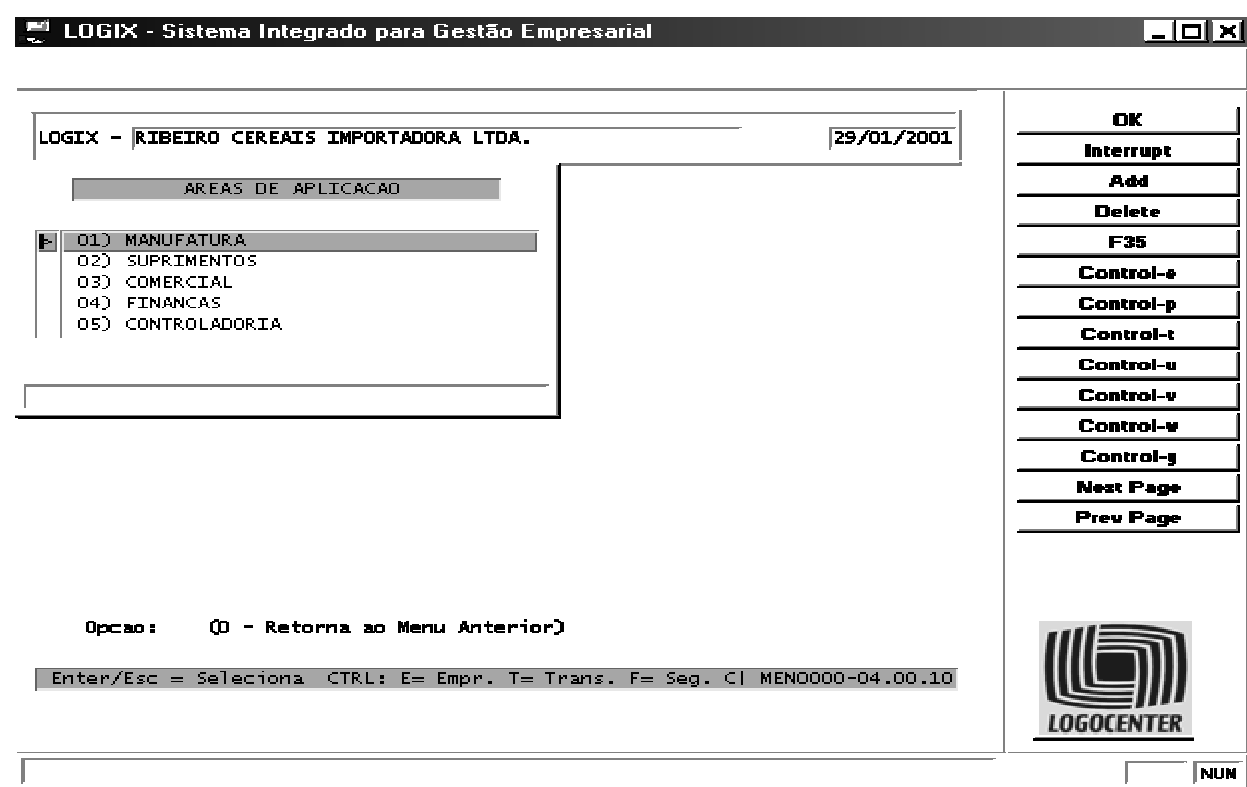 LOGIX - Sistema Integrado para Gestão Empresarial
LOGIX - RIBEIRO CEREAIS IMPORTADORA LTDA. 29/01/2001
AREAS DE APLICACAO
01) MANUFATURA
02) SUPRIMENTOS
03) COMERCIAL
04) FINANCAS
05) CONTROLADORIA
Opcao: (0 - Retorna ao Menu Anterior)
Enter/Esc = Seleciona CTRL: E= Empr. T= Trans. F= Seg. C| MEN0000-04.00.10
OK
Interrupt
Add
Delete
F35
Control-e
Control-p
Control-t
Control-u
Control-v
Control-w
Control-y
Next Page
Prev Page
LOGOCENTER
NUM